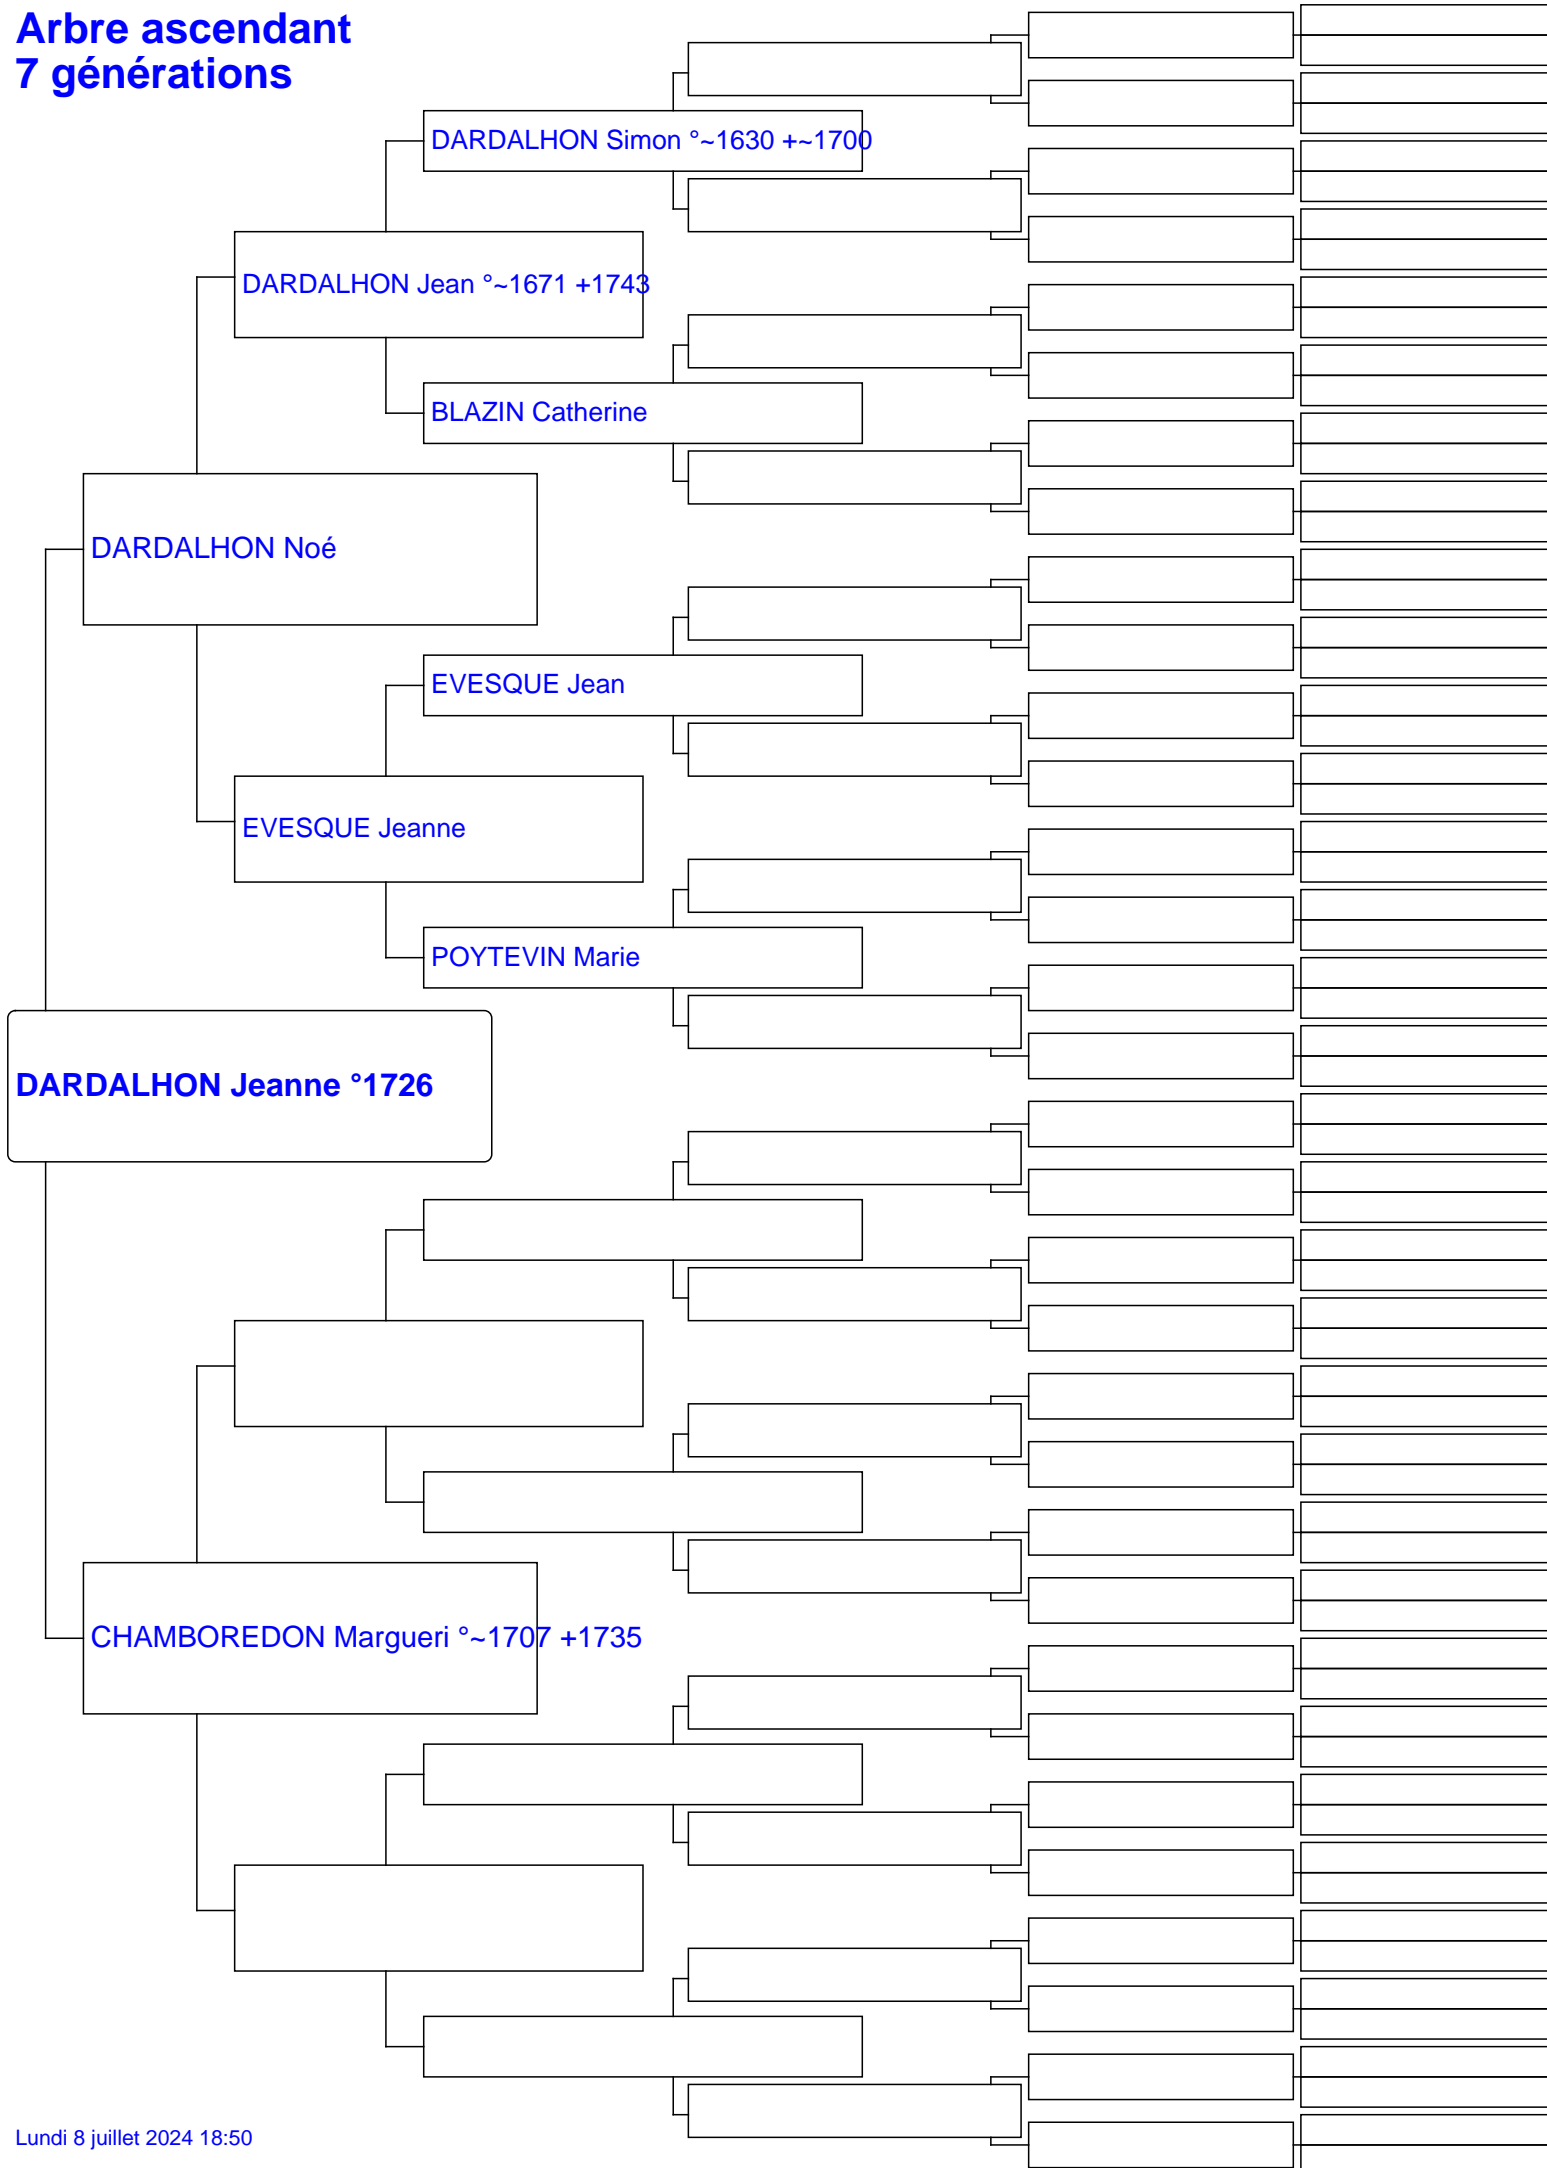 Arbre ascendant
7 générations
DARDALHON Simon °~1630 +~1700
DARDALHON Jean °~1671 +1743
BLAZIN Catherine
DARDALHON Noé
EVESQUE Jean
EVESQUE Jeanne
POYTEVIN Marie
DARDALHON Jeanne °1726
CHAMBOREDON Margueri °~1707 +1735
Lundi 8 juillet 2024 18:50